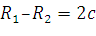 R₁–R₂ = 2c